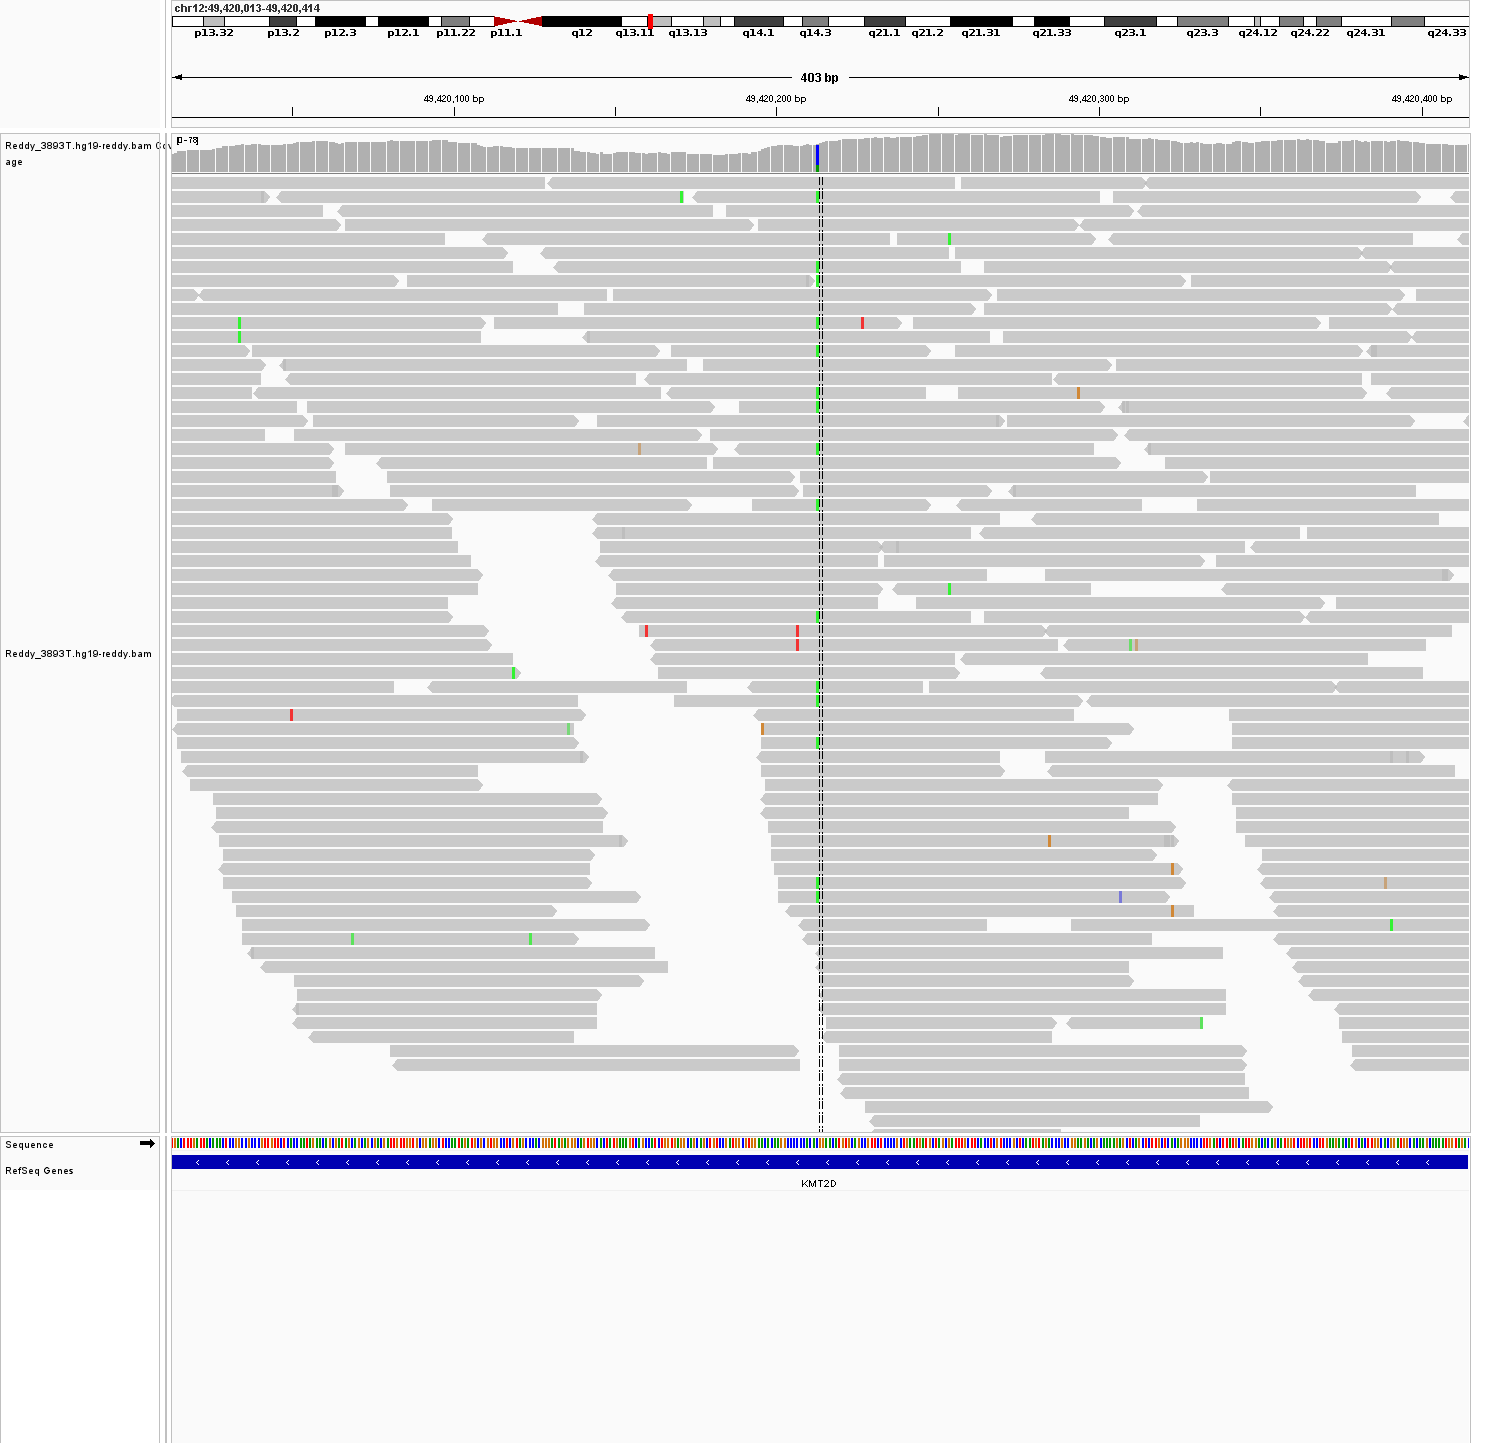 chr12:49,420,013-49,420,414
p13.32 p13.2 p12.3 p12.1 p11.22 p11.1 q12 q13.11 q13.13 q14.1 q14.3 q21.1 q21.2 q21.31 q21.33 q23.1 q23.3 q24.12 q24.22 q24.31 q24.33
403 bp
49,420,100 bp 49,420,200 bp 49,420,300 bp 49,420,400 bp
[0-78]
Reddy_3893T.hg19-reddy.bam Cov
age
Reddy_3893T.hg19-reddy.bam
Sequence
RefSeq Genes
KMT2D